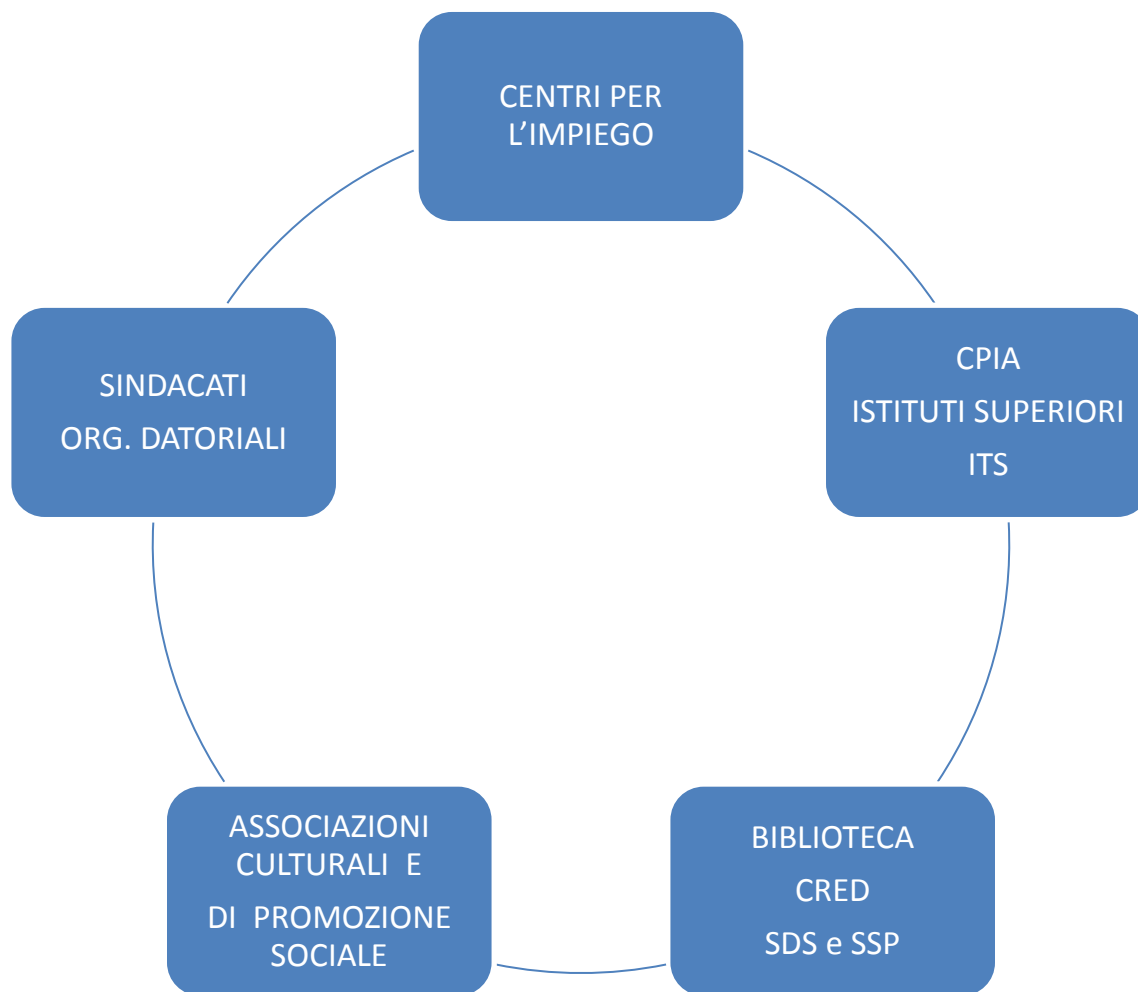 CENTRI PER
L’IMPIEGO
SINDACATI
ORG. DATORIALI
CPIA
ISTITUTI SUPERIORI
ITS
ASSOCIAZIONI
CULTURALI E
DI PROMOZIONE
SOCIALE
BIBLIOTECA
CRED
SDS e SSP